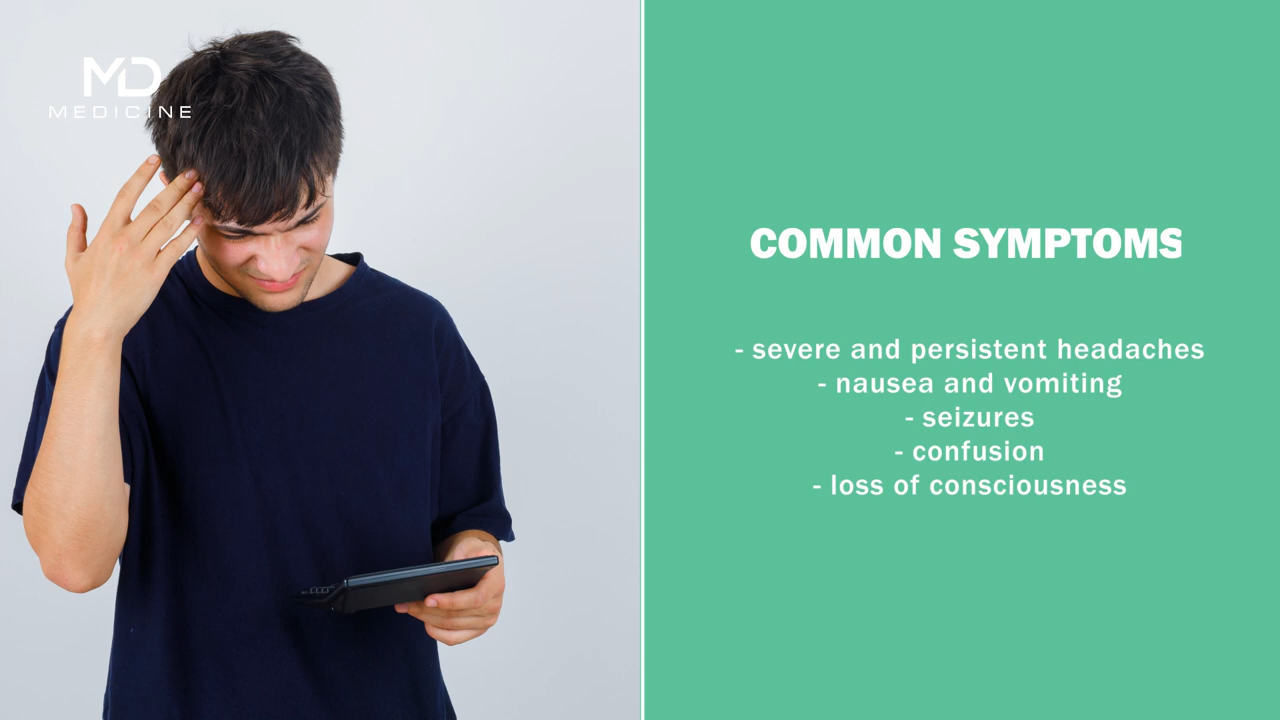 MD
MEDICINE
COMMON SYMPTOMS
- severe and persistent headaches
- nausea and vomiting
- seizures
- confusion
- loss of consciousness